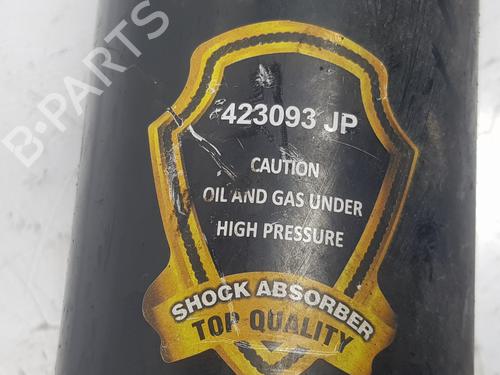 B-PARTS
423093 JP
CAUTION
OIL AND GAS UNDER
HIGH PRESSURE
SHOCK ABSORBER
TOP QUALITY